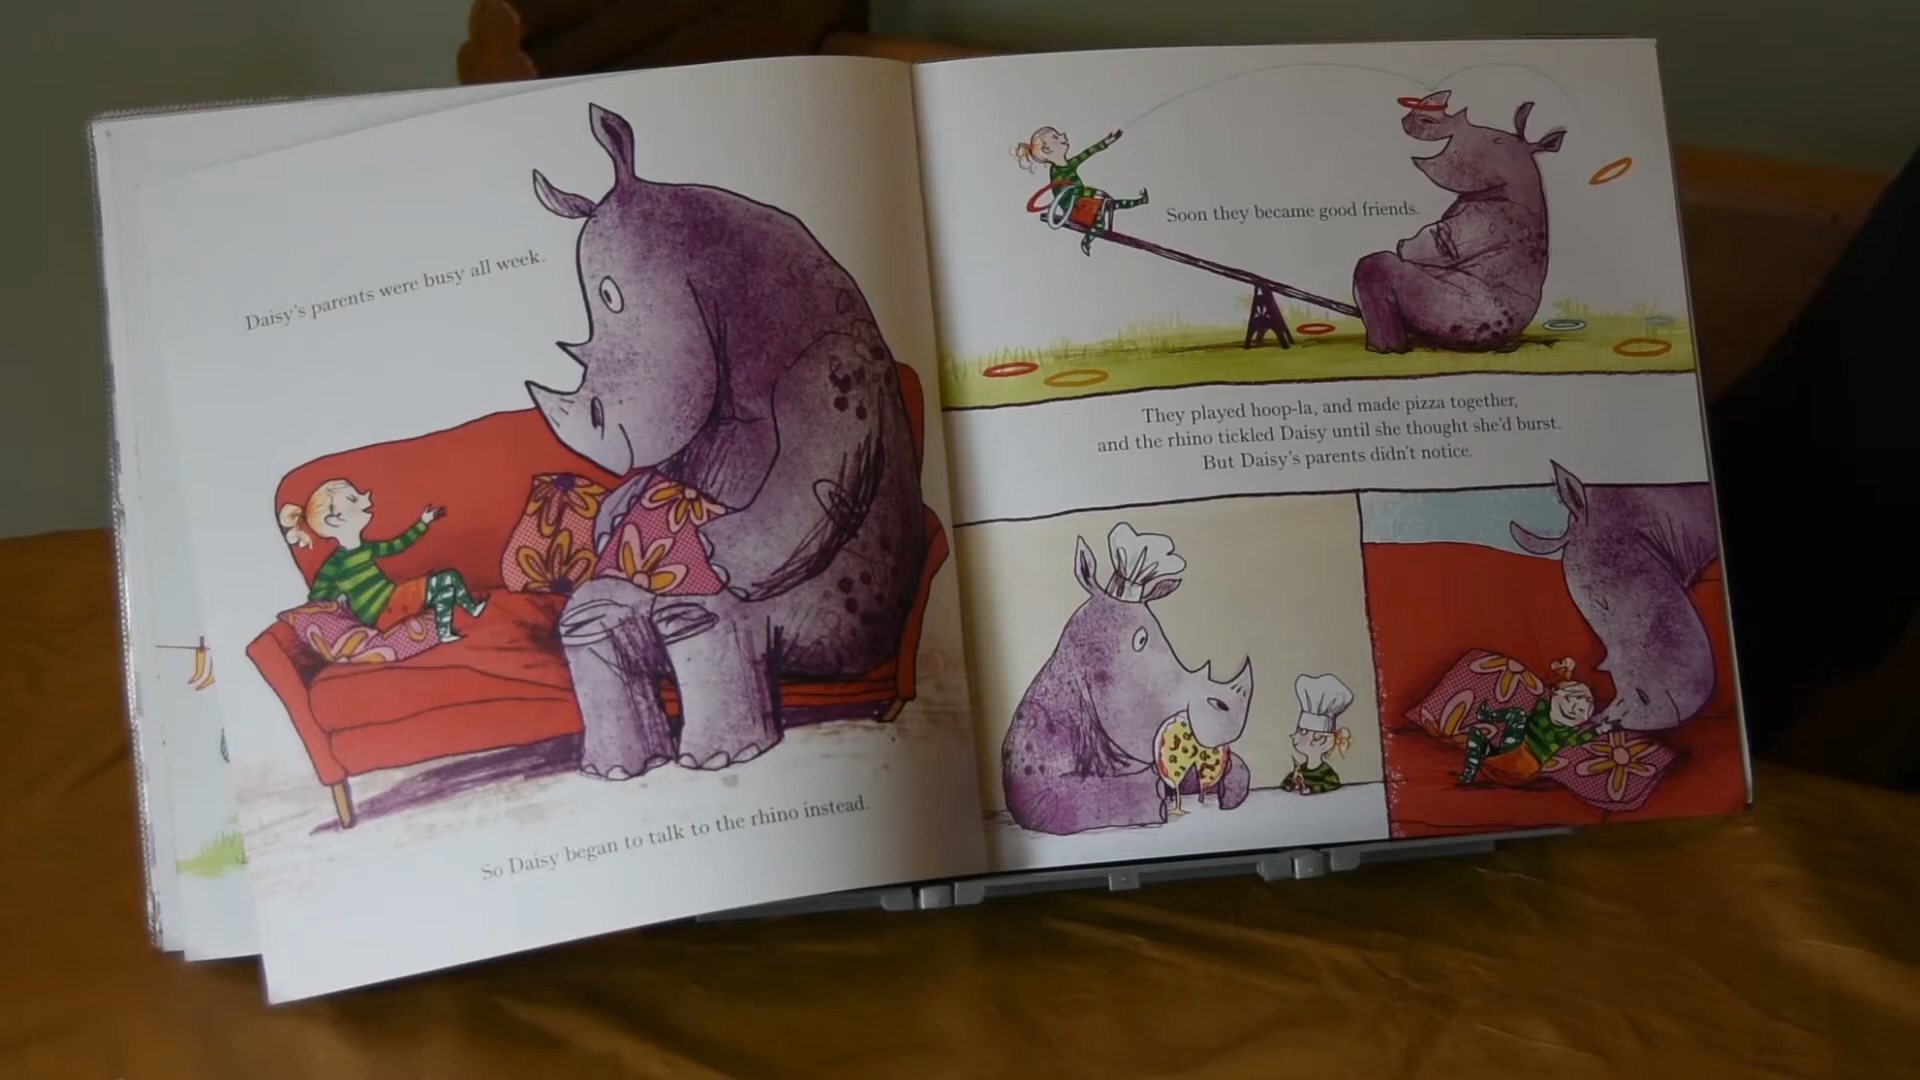 Daisy's parents were busy all week.
So Daisy began to talk to the rhino instead.
Soon they became good friends.
They played hoop-la, and made pizza together,
and the rhino tickled Daisy until she thought she'd burst.
But Daisy's parents didn't notice.